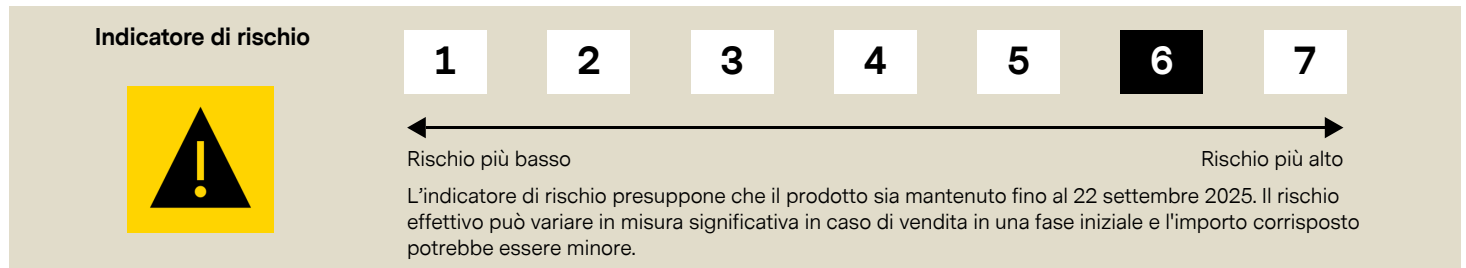 Indicatore di rischio
1 2 3 4 5 6 7
!
Rischio più basso Rischio più alto
L’indicatore di rischio presuppone che il prodotto sia mantenuto fino al 22 settembre 2025. Il rischio
effettivo può variare in misura significativa in caso di vendita in una fase iniziale e l'importo corrisposto
potrebbe essere minore.